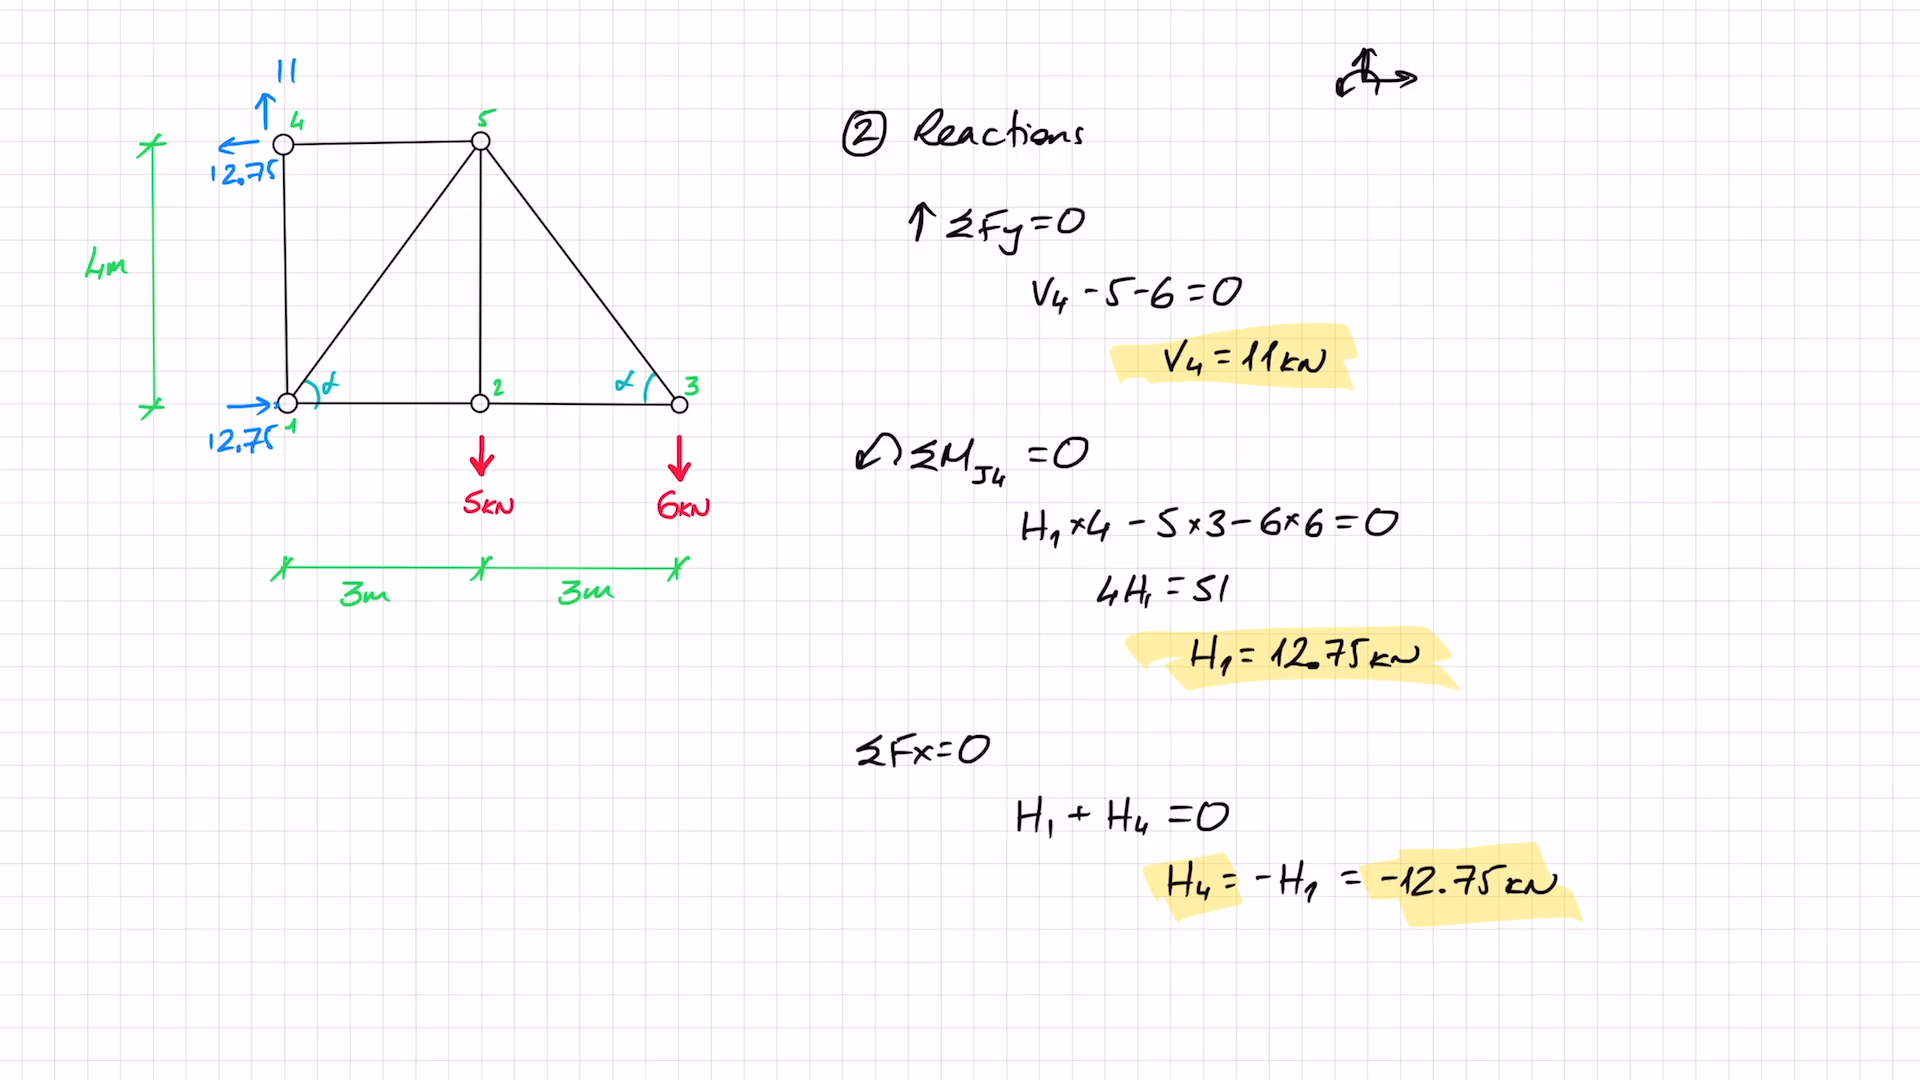 11
4
5
12.75
4m
α
α
2
3
12.75
1
5kN
6kN
3m
3m
② Reactions
↑ ΣFy=0
V4 -5-6=0
V4 = 11kN
ΣM J4 =0
H1×4 - 5×3-6×6=0
4H1 = 51
H1= 12.75kN
ΣFx=0
H1 + H4 =0
H4 = -H1 = -12.75kN